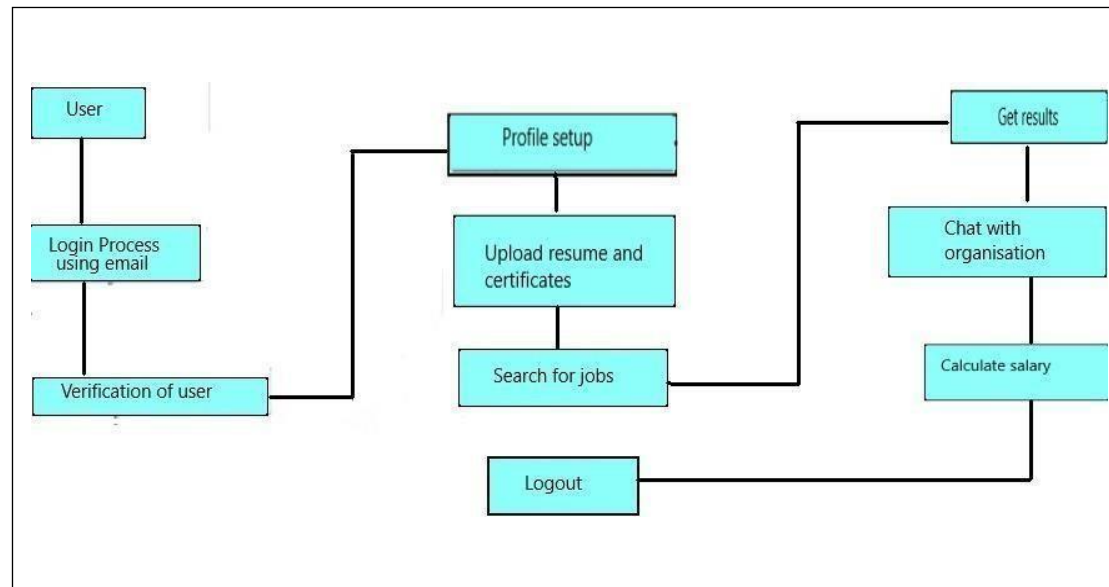 User
Login Process
using email
Verification of user
Profile setup
Upload resume and
certificates
Search for jobs
Get results
Chat with
organisation
Calculate salary
Logout